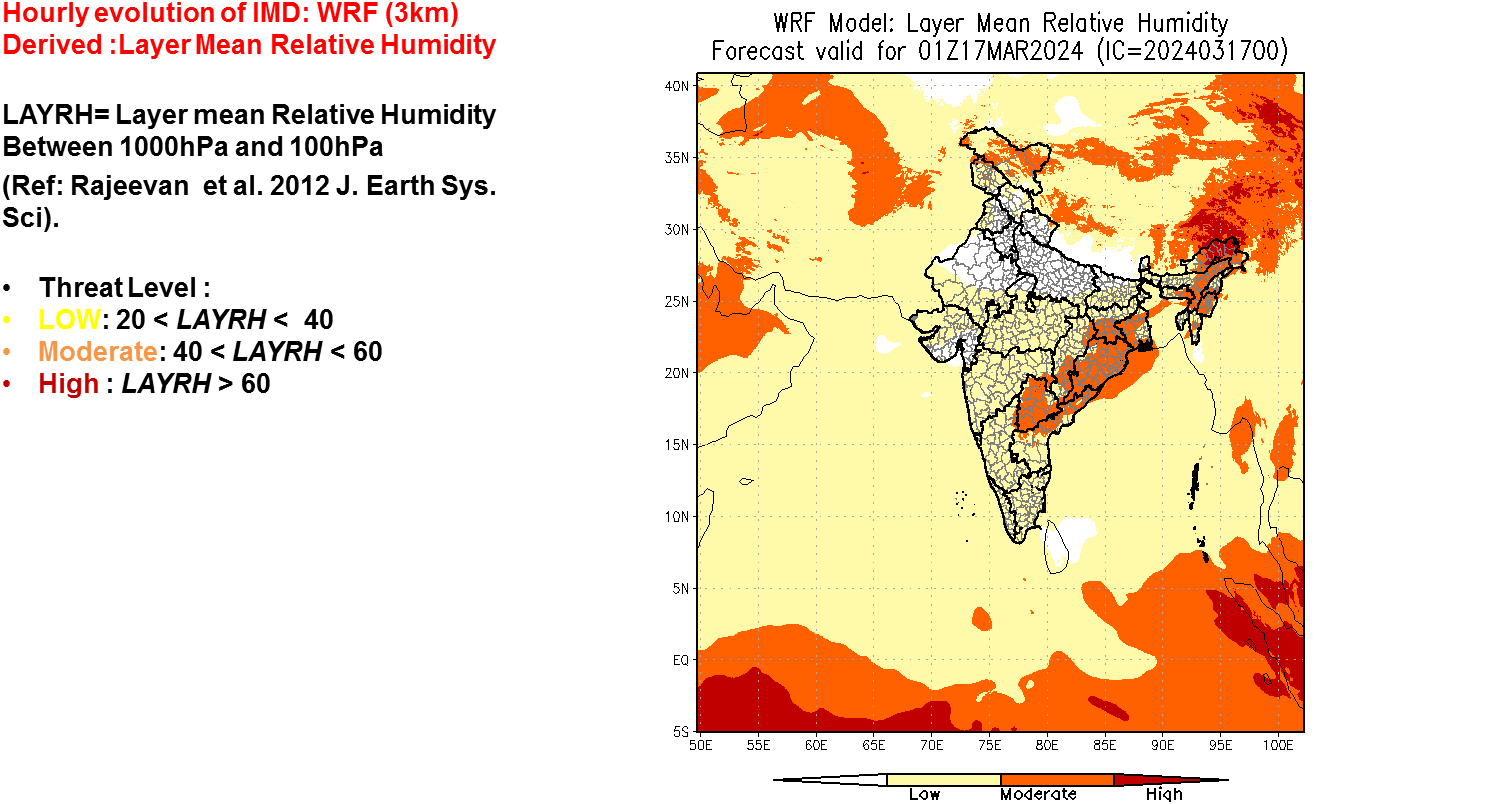 Hourly evolution of IMD: WRF (3km)
Derived :Layer Mean Relative Humidity
LAYRH= Layer mean Relative Humidity
Between 1000hPa and 100hPa
(Ref: Rajeevan et al. 2012 J. Earth Sys.
Sci).
• Threat Level :
• LOW: 20 < LAYRH < 40
• Moderate: 40 < LAYRH < 60
• High : LAYRH > 60
WRF Model: Layer Mean Relative Humidity
Forecast valid for 01Z17MAR2024 (IC=2024031700)
40N
35N
30N
25N
20N
15N
10N
5N
EQ
5S
50E 55E 60E 65E 70E 75E 80E 85E 90E 95E 100E
Low Moderate High